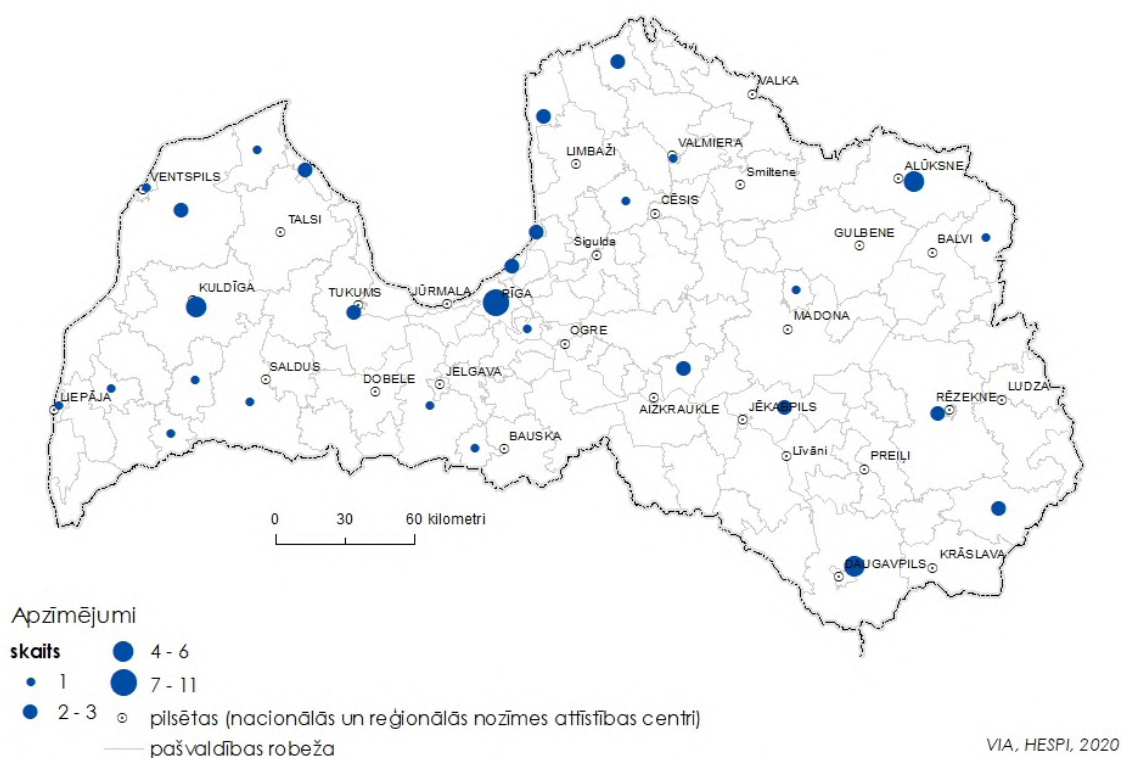 VALKA
VALMIERA
LIMBAŽI
ALŪKSNE
Smiltene
VENTSPILS
CĒSIS
TALSI
GULBENE
BALVI
Sigulda
KULDĪGA
TUKUMS
JŪRMALA
RĪGA
MADONA
OGRE
SALDUS
JELGAVA
DOBELE
LUDZA
RĒZEKNE
LIEPĀJA
AIZKRAUKLE
JĒKABPILS
BAUSKA
Līvāni
PREIĻI
0 30 60 kilometri
KRĀSLAVA
DAUGAVPILS
Apzīmējumi
skaits
4 - 6
1
7 - 11
2 - 3
pilsētas (nacionālās un reģionālās nozīmes attīstības centri)
pašvaldības robeža
VIA, HESPI, 2020